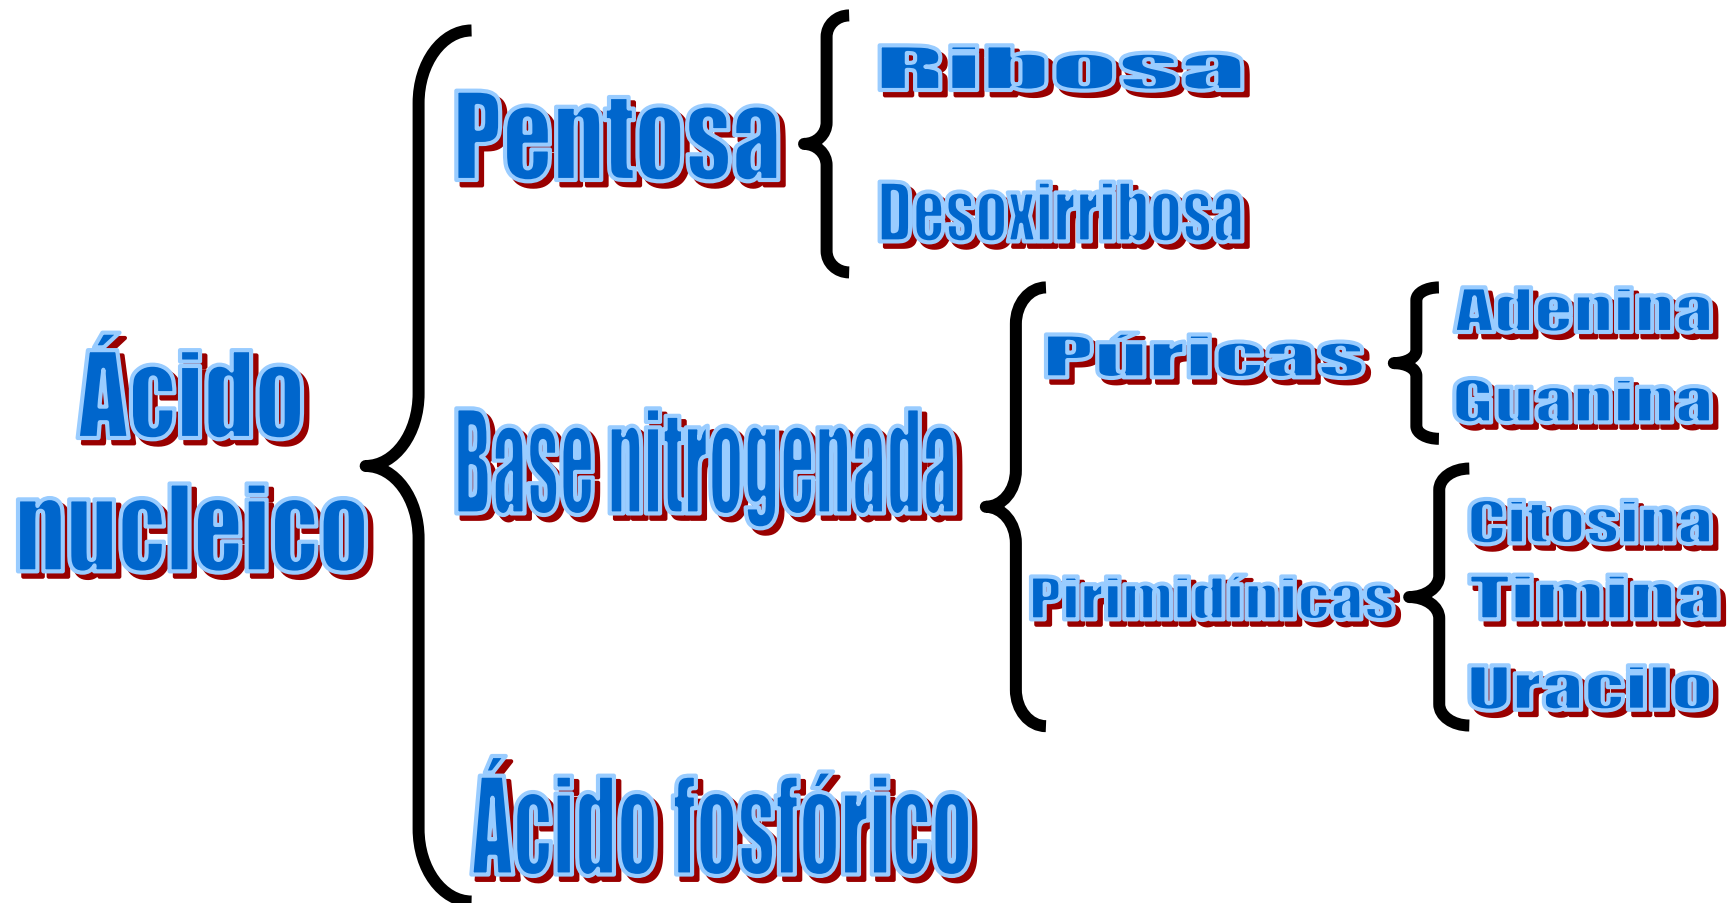 Ácido
nucleico
Pentosa
Ribosa
Desoxirribosa
Base nitrogenada
Púricas
Adenina
Guanina
Pirimidínicas
Citosina
Timina
Uracilo
Ácido fosfórico